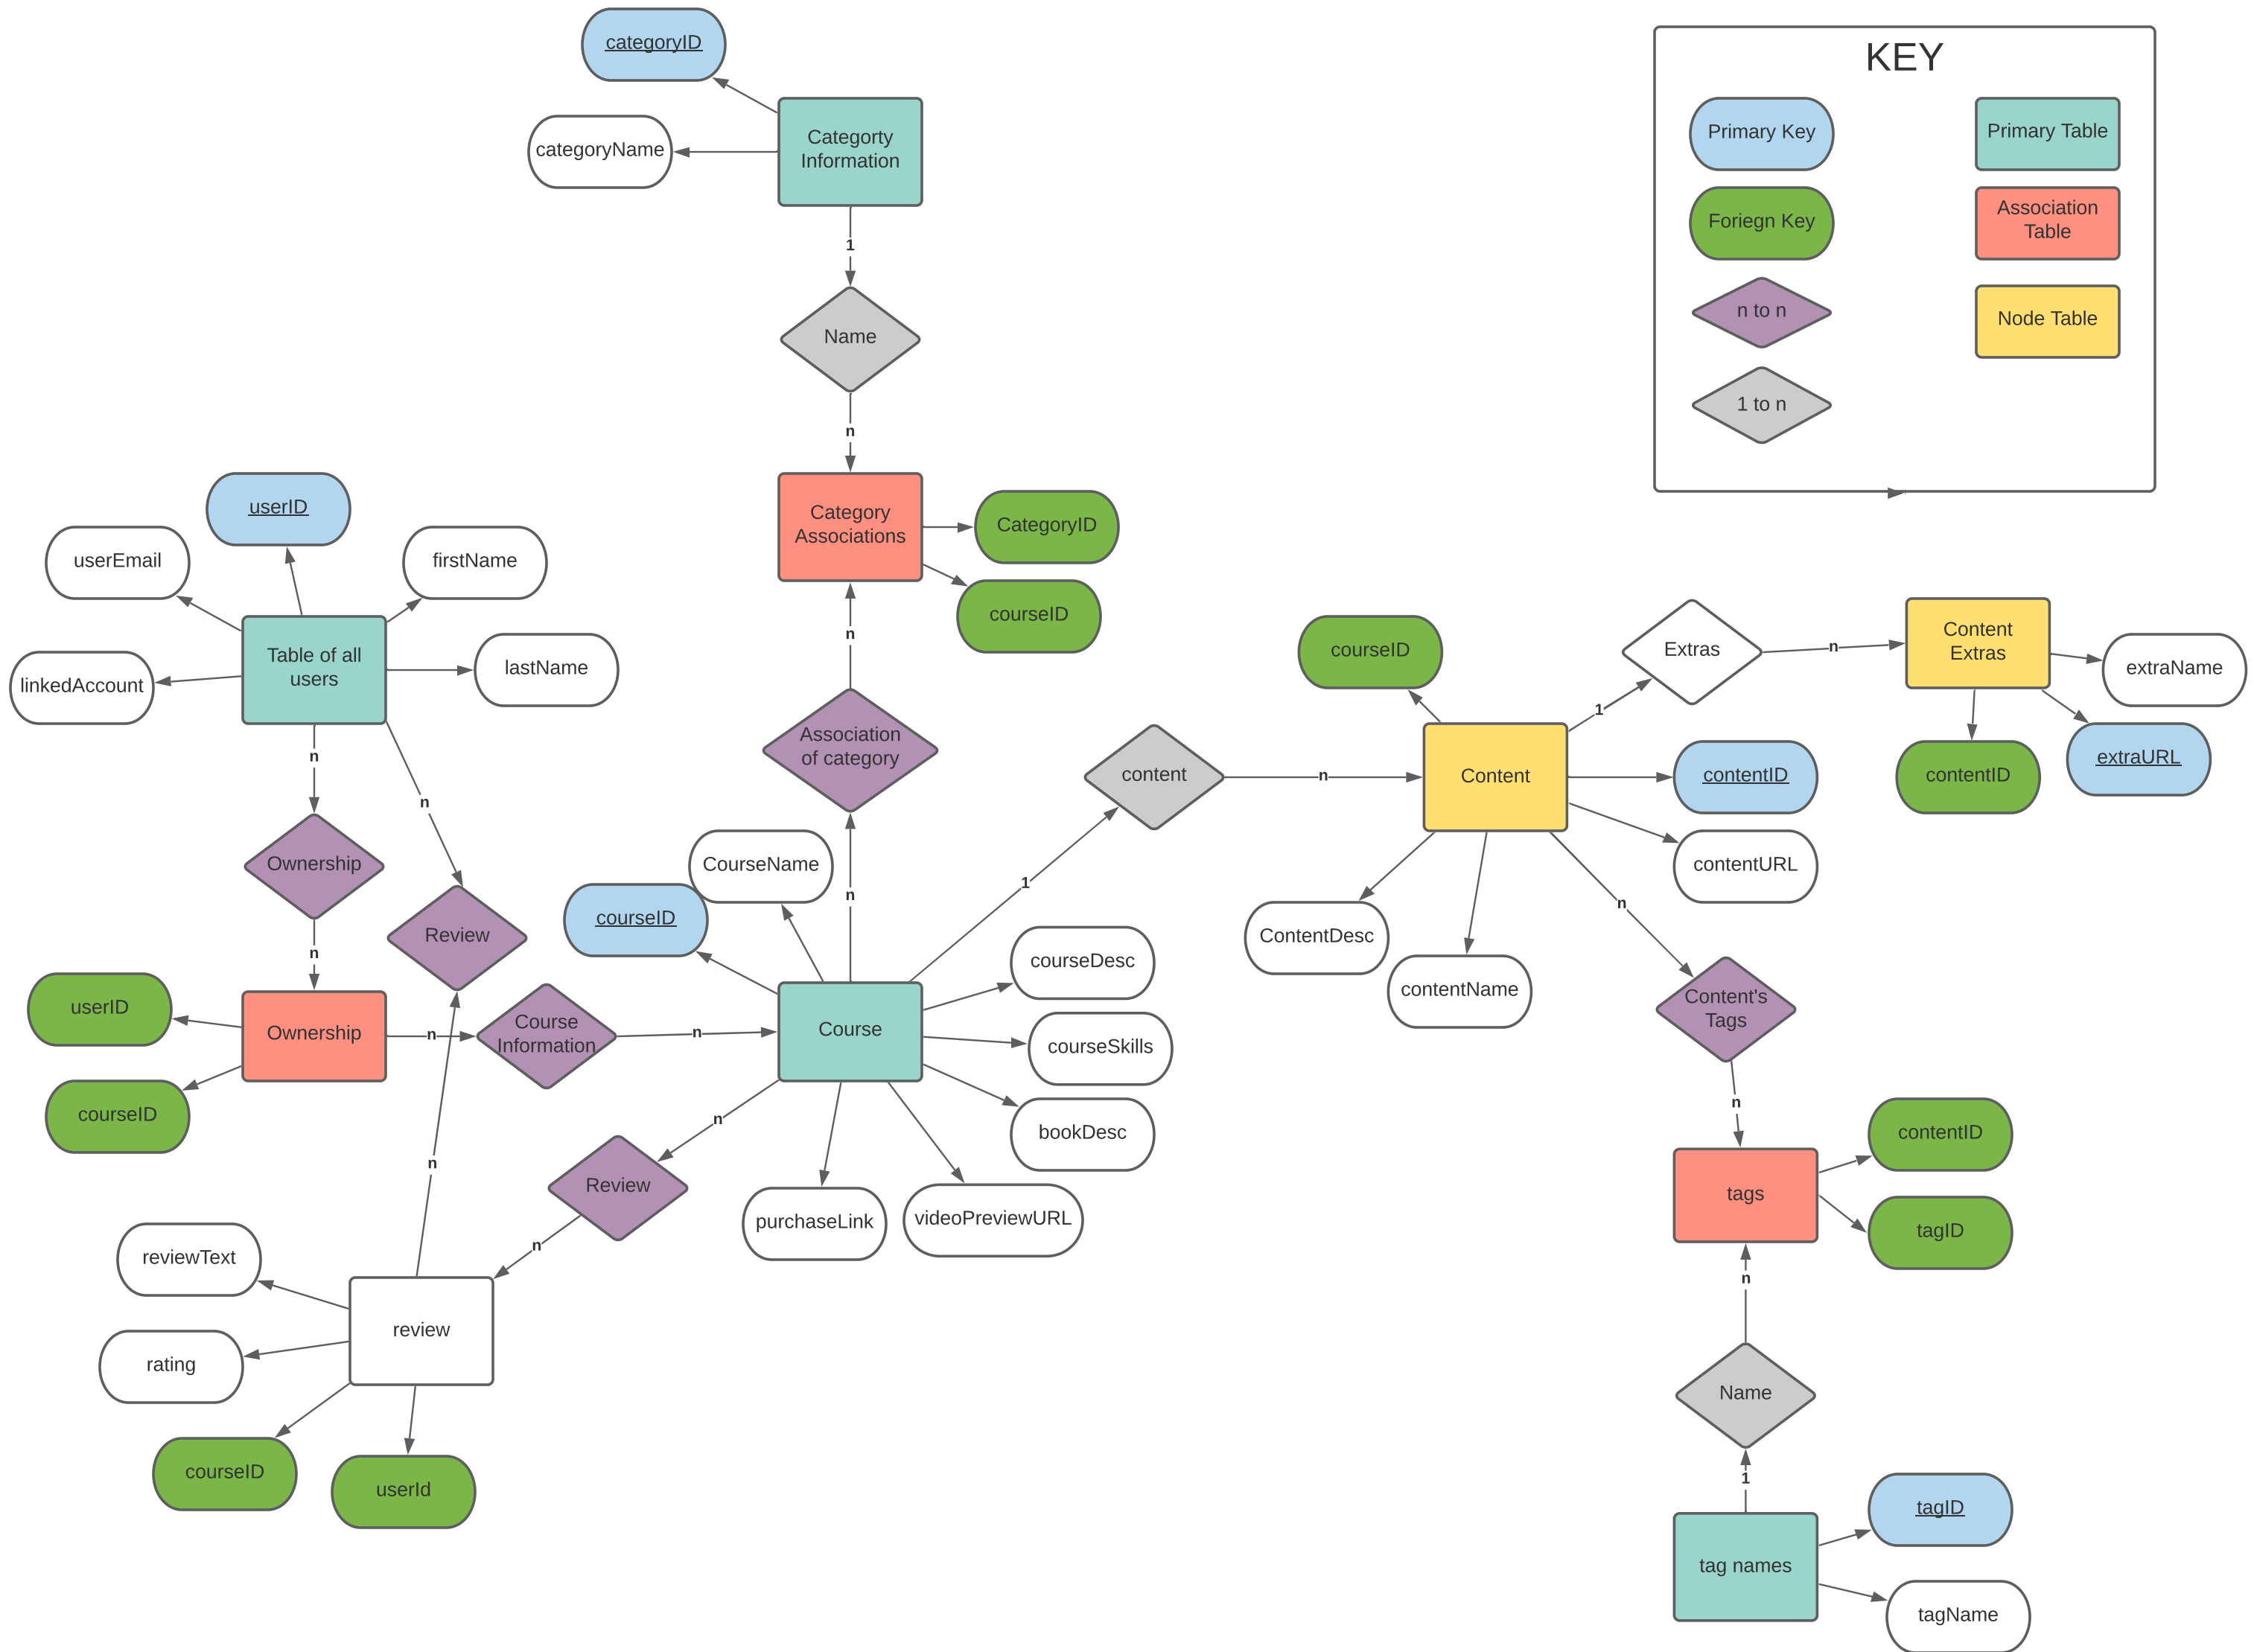 categoryID
KEY
Primary Key
Primary Table
Categorty
Information
categoryName
Foriegn Key
Association
Table
1
n to n
Node Table
Name
1 to n
n
userID
Category
Associations
CategoryID
userEmail
firstName
courseID
n
Table of all
users
lastName
linkedAccount
courseID
Extras
n
Content
Extras
extraName
1
n
Association
of category
content
n
Content
contentID
contentID
extraURL
n
Ownership
CourseName
contentURL
1
n
n
courseID
Review
ContentDesc
contentName
n
courseDesc
Content's
Tags
userID
Ownership
n
Course
Information
n
Course
courseSkills
courseID
n
bookDesc
n
contentID
n
Review
purchaseLink
videoPreviewURL
tags
tagID
reviewText
n
n
review
rating
Name
courseID
userId
1
tagID
tag names
tagName